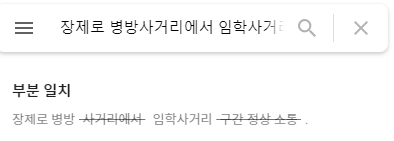 장제로 병방사거리에서 임학사거리
부분 일치
장제로 병방 사거리에서 임학사거리 구간 정상 소통 .